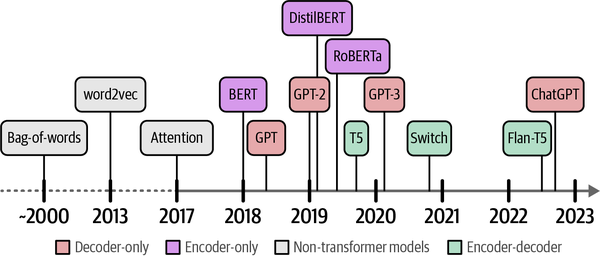 DistilBERT
RoBERTa
word2vec
BERT
GPT-2
GPT-3
ChatGPT
Bag-of-words
Attention
GPT
T5
Switch
Flan-T5
~2000 2013 2017 2018 2019 2020 2021 2022 2023
Decoder-only Encoder-only Non-transformer models Encoder-decoder